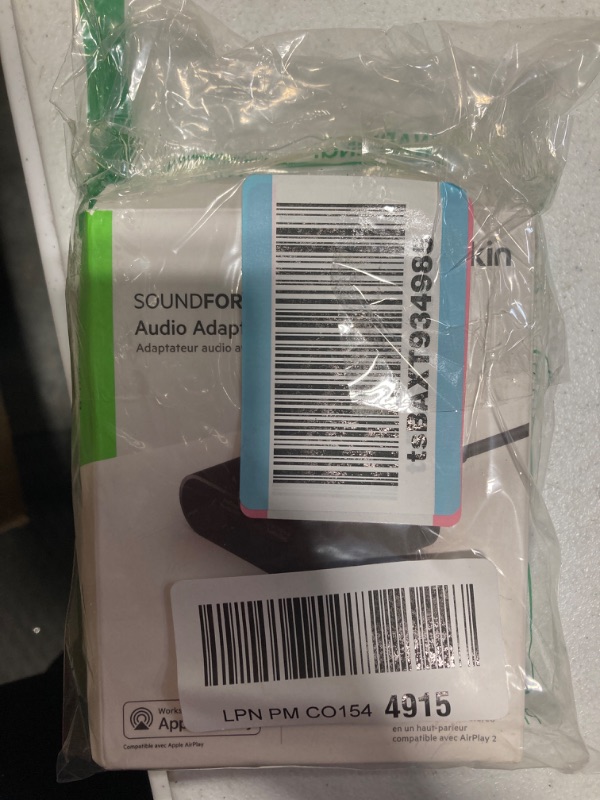 kin
SOUNDFOR
Audio Adapt
Adaptateur audio a
tsBAXT934985
LPN PM CO154 4915
Works
App
Compatible avec Apple AirPlay
en un haut-parleur
compatible avec AirPlay 2